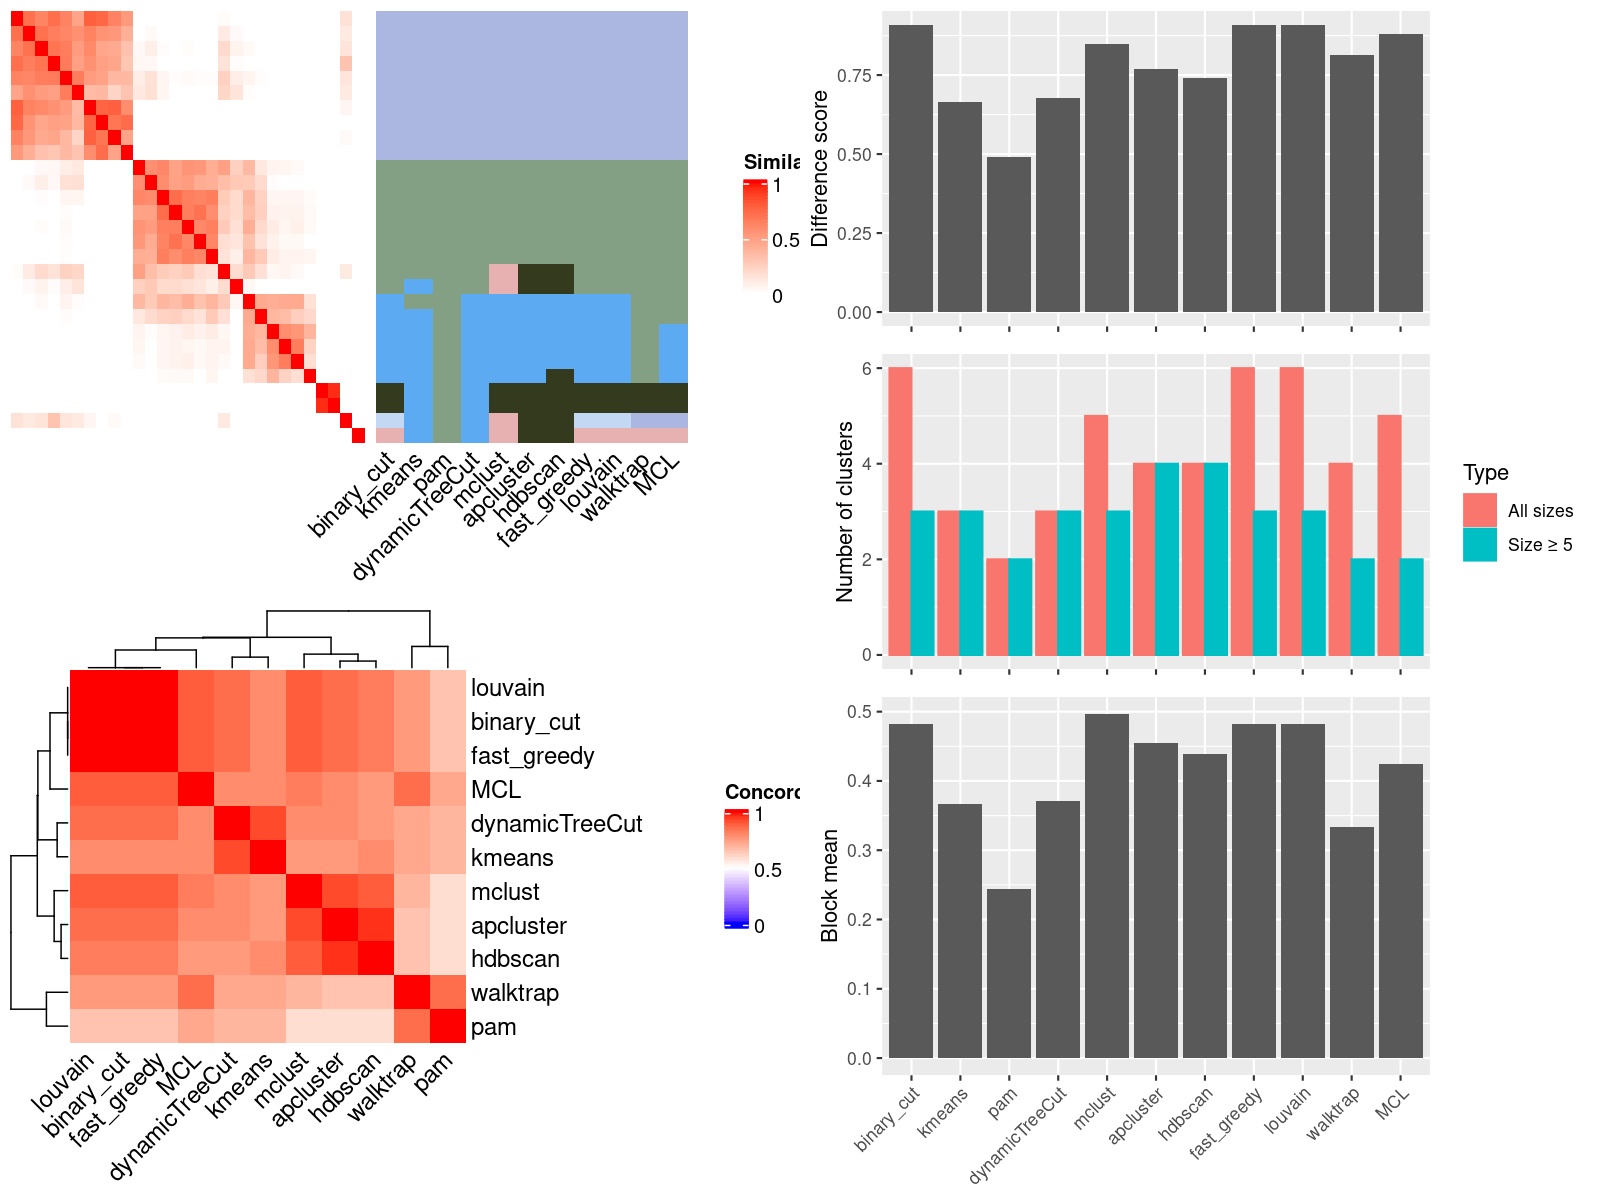 Simila
1
0.5
0
binary_cut
kmeans
pam
dynamicTreeCut
mclust
apcluster
hdbscan
fast_greedy
louvain
walktrap
MCL
louvain
binary_cut
fast_greedy
MCL
dynamicTreeCut
kmeans
mclust
apcluster
hdbscan
walktrap
pam
louvain
binary_cut
fast_greedy
MCL
dynamicTreeCut
kmeans
mclust
apcluster
hdbscan
walktrap
pam
Concord
1
0.5
0
Difference score
0.75
0.50
0.25
0.00
Number of clusters
6
4
2
0
Type
All sizes
Size ≥ 5
Block mean
0.5
0.4
0.3
0.2
0.1
0.0
binary_cut
kmeans
pam
dynamicTreeCut
mclust
apcluster
hdbscan
fast_greedy
louvain
walktrap
MCL